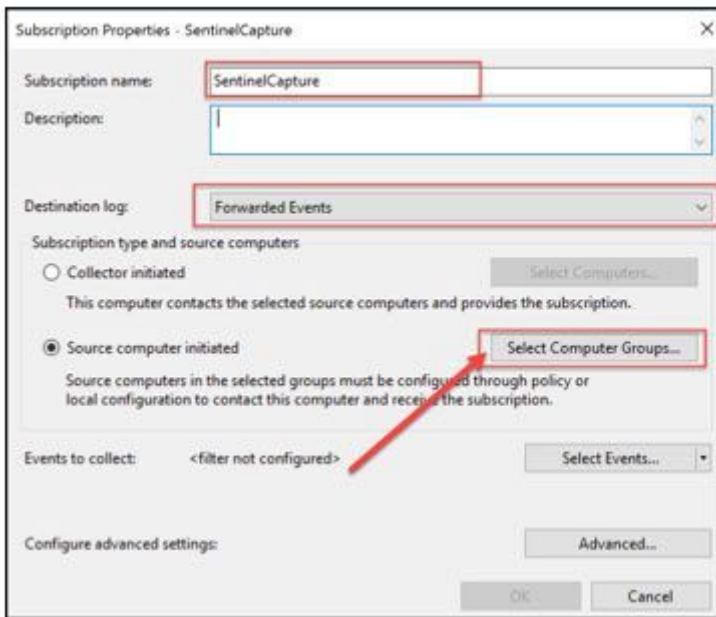 Subscription Properties - SentinelCapture
Subscription name: SentinelCapture
Description:
Destination log: Forwarded Events
Subscription type and source computers
Collector initiated Select Computers...
This computer contacts the selected source computers and provides the subscription.
Source computer initiated Select Computer Groups...
Source computers in the selected groups must be configured through policy or
local configuration to contact this computer and receive the subscription.
Events to collect: <filter not configured> Select Events...
Configure advanced settings: Advanced...
OK Cancel